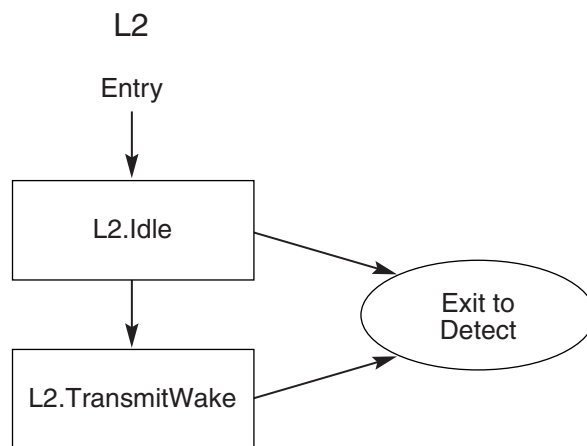 L2
Entry
L2.Idle
Exit to
Detect
L2.TransmitWake